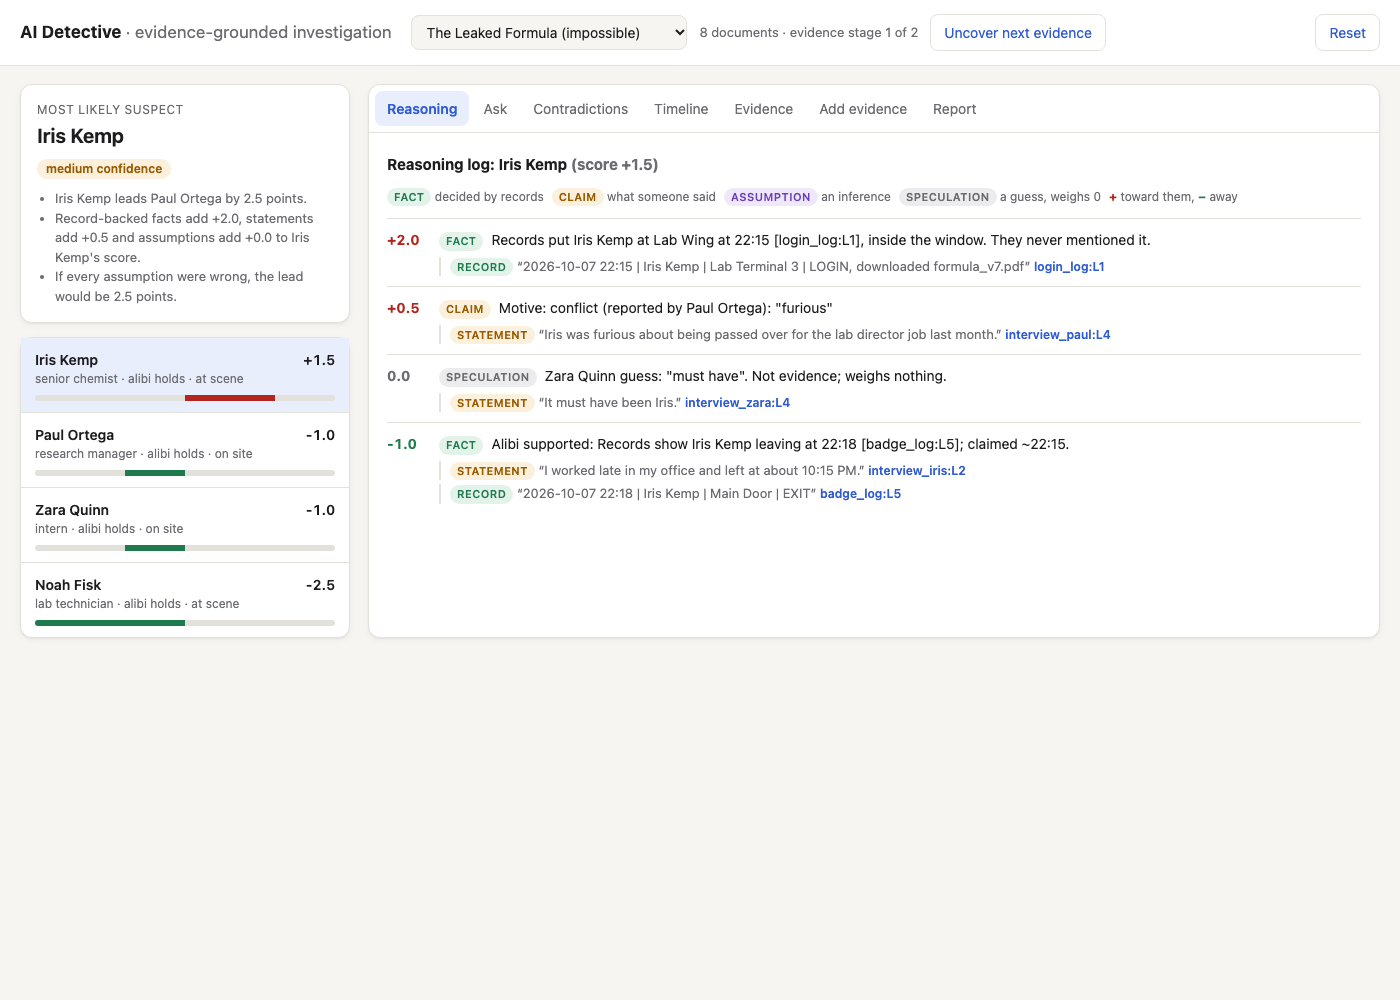 AI Detective · evidence-grounded investigation
The Leaked Formula (impossible)
8 documents · evidence stage 1 of 2
Uncover next evidence
Reset
MOST LIKELY SUSPECT
Iris Kemp
medium confidence
• Iris Kemp leads Paul Ortega by 2.5 points.
• Record-backed facts add +2.0, statements
add +0.5 and assumptions add +0.0 to Iris
Kemp's score.
• If every assumption were wrong, the lead
would be 2.5 points.
Iris Kemp +1.5
senior chemist · alibi holds · at scene
Paul Ortega -1.0
research manager · alibi holds · on site
Zara Quinn -1.0
intern · alibi holds · on site
Noah Fisk -2.5
lab technician · alibi holds · at scene
Reasoning Ask Contradictions Timeline Evidence Add evidence Report
Reasoning log: Iris Kemp (score +1.5)
FACT decided by records CLAIM what someone said ASSUMPTION an inference SPECULATION a guess, weighs 0 + toward them, − away
+2.0 FACT Records put Iris Kemp at Lab Wing at 22:15 [login_log:L1], inside the window. They never mentioned it.
RECORD “2026-10-07 22:15 | Iris Kemp | Lab Terminal 3 | LOGIN, downloaded formula_v7.pdf” login_log:L1
+0.5 CLAIM Motive: conflict (reported by Paul Ortega): "furious"
STATEMENT “Iris was furious about being passed over for the lab director job last month.” interview_paul:L4
0.0 SPECULATION Zara Quinn guess: "must have". Not evidence; weighs nothing.
STATEMENT “It must have been Iris.” interview_zara:L4
-1.0 FACT Alibi supported: Records show Iris Kemp leaving at 22:18 [badge_log:L5]; claimed ~22:15.
STATEMENT “I worked late in my office and left at about 10:15 PM.” interview_iris:L2
RECORD “2026-10-07 22:18 | Iris Kemp | Main Door | EXIT” badge_log:L5